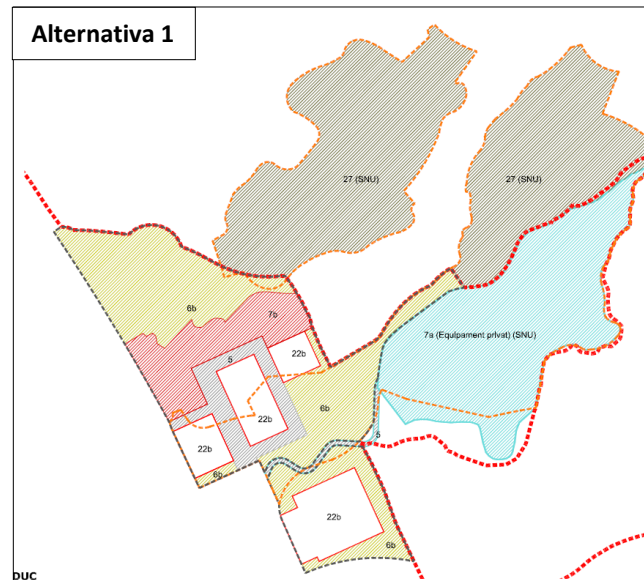 Alternativa 1
27 (SNU)
27 (SNU)
6b
7b
7a (Equipament privat) (SNU)
22b
5
6b
22b
5
22b
6b
22b
6b
DUC